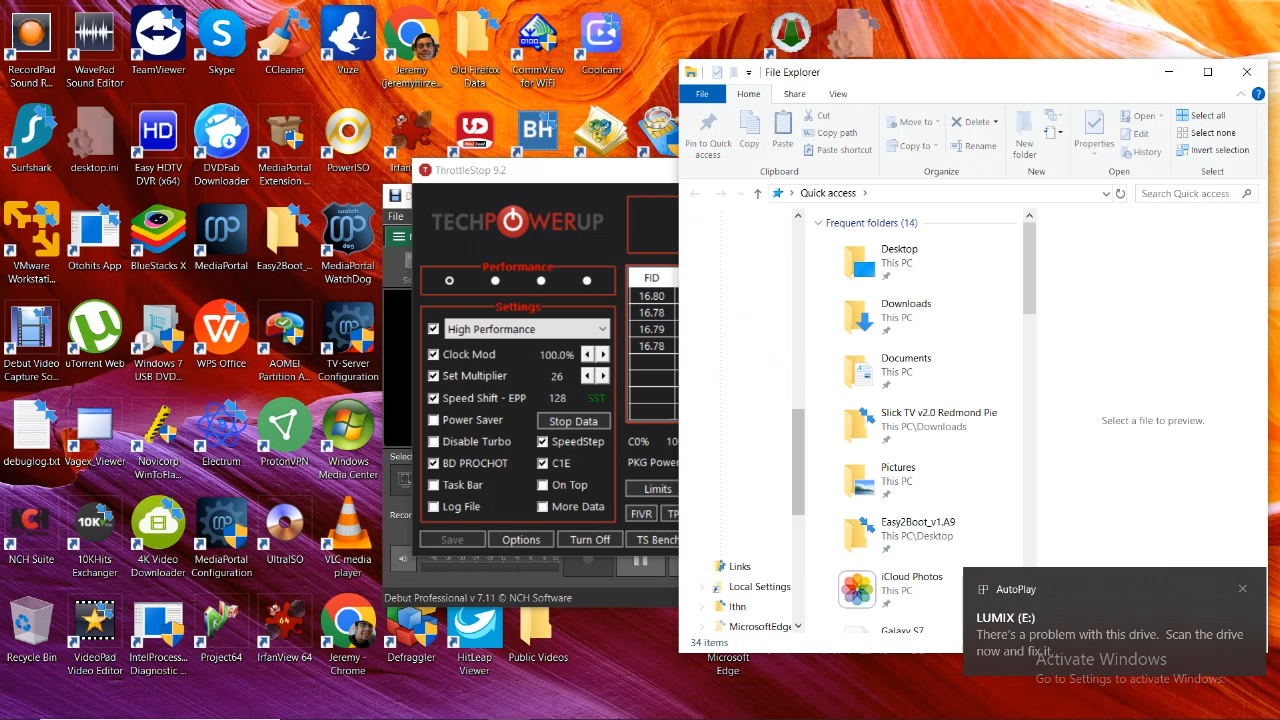 RecordPad
Sound R...
WavePad
Sound Editor
TeamViewer
Skype
CCleaner
Vuze
Jeremy
(jeremynirze...
Old Firefox
Data
CommView
for WiFi
Coolcam
Surfshark
desktop.ini
HD
Easy HDTV
DVR (x64)
DVDFab
Downloader
MediaPortal
Extension ...
PowerISO
BH
VMware
Workstati...
Otohits App
BlueStacks X
MediaPortal
Easy2Boot_...
MediaPortal
WatchDog
Debut Video
Capture So...
uTorrent Web
Windows 7
USB DVD...
WPS Office
AOMEI
Partition A...
TV-Server
Configuration
debuglog.txt
Vagex_Viewer
Novicorp
WinToFla...
Electrum
ProtonVPN
Windows
Media Center
NCH
NCH Suite
10K
10KHits
Exchanger
4K Video
Downloader
MediaPortal
Configuration
UltraISO
VLC media
player
Recycle Bin
VideoPad
Video Editor
IntelProcess...
Diagnostic ...
Project64
64
IrfanView 64
Jeremy -
Chrome
Defraggler
HitLeap
Viewer
Public Videos
Microsoft
Edge
File
Debut Professional v 7.11 © NCH Software
ThrottleStop 9.2
TECHPOWERUP
Performance
Settings
High Performance
Clock Mod 100.0%
Set Multiplier 26
Speed Shift - EPP 128 SST
Power Saver Stop Data
Disable Turbo SpeedStep
BD PROCHOT C1E
Task Bar On Top
Log File More Data
Save Options Turn Off TS Bench
FID
16.80
16.78
16.79
16.78
C0%
PKG Power
Limits
FIVR
File Explorer
File Home Share View
Pin to Quick
access
Copy
Paste
Cut
Copy path
Paste shortcut
Clipboard
Move to
Copy to
Delete
Rename
Organize
New
folder
New
Properties
Open
Edit
History
Open
Select all
Select none
Invert selection
Select
Quick access
Search Quick access
Frequent folders (14)
Desktop
This PC
Downloads
This PC
Documents
This PC
Slick TV v2.0 Redmond Pie
This PC\Downloads
Pictures
This PC
Easy2Boot_v1.A9
This PC\Desktop
iCloud Photos
This PC
Galaxy S7
Links
Local Settings
lthn
MicrosoftEdge
34 items
Select a file to preview.
AutoPlay
LUMIX (E:)
There's a problem with this drive. Scan the drive
now and fix it.
Activate Windows
Go to Settings to activate Windows.